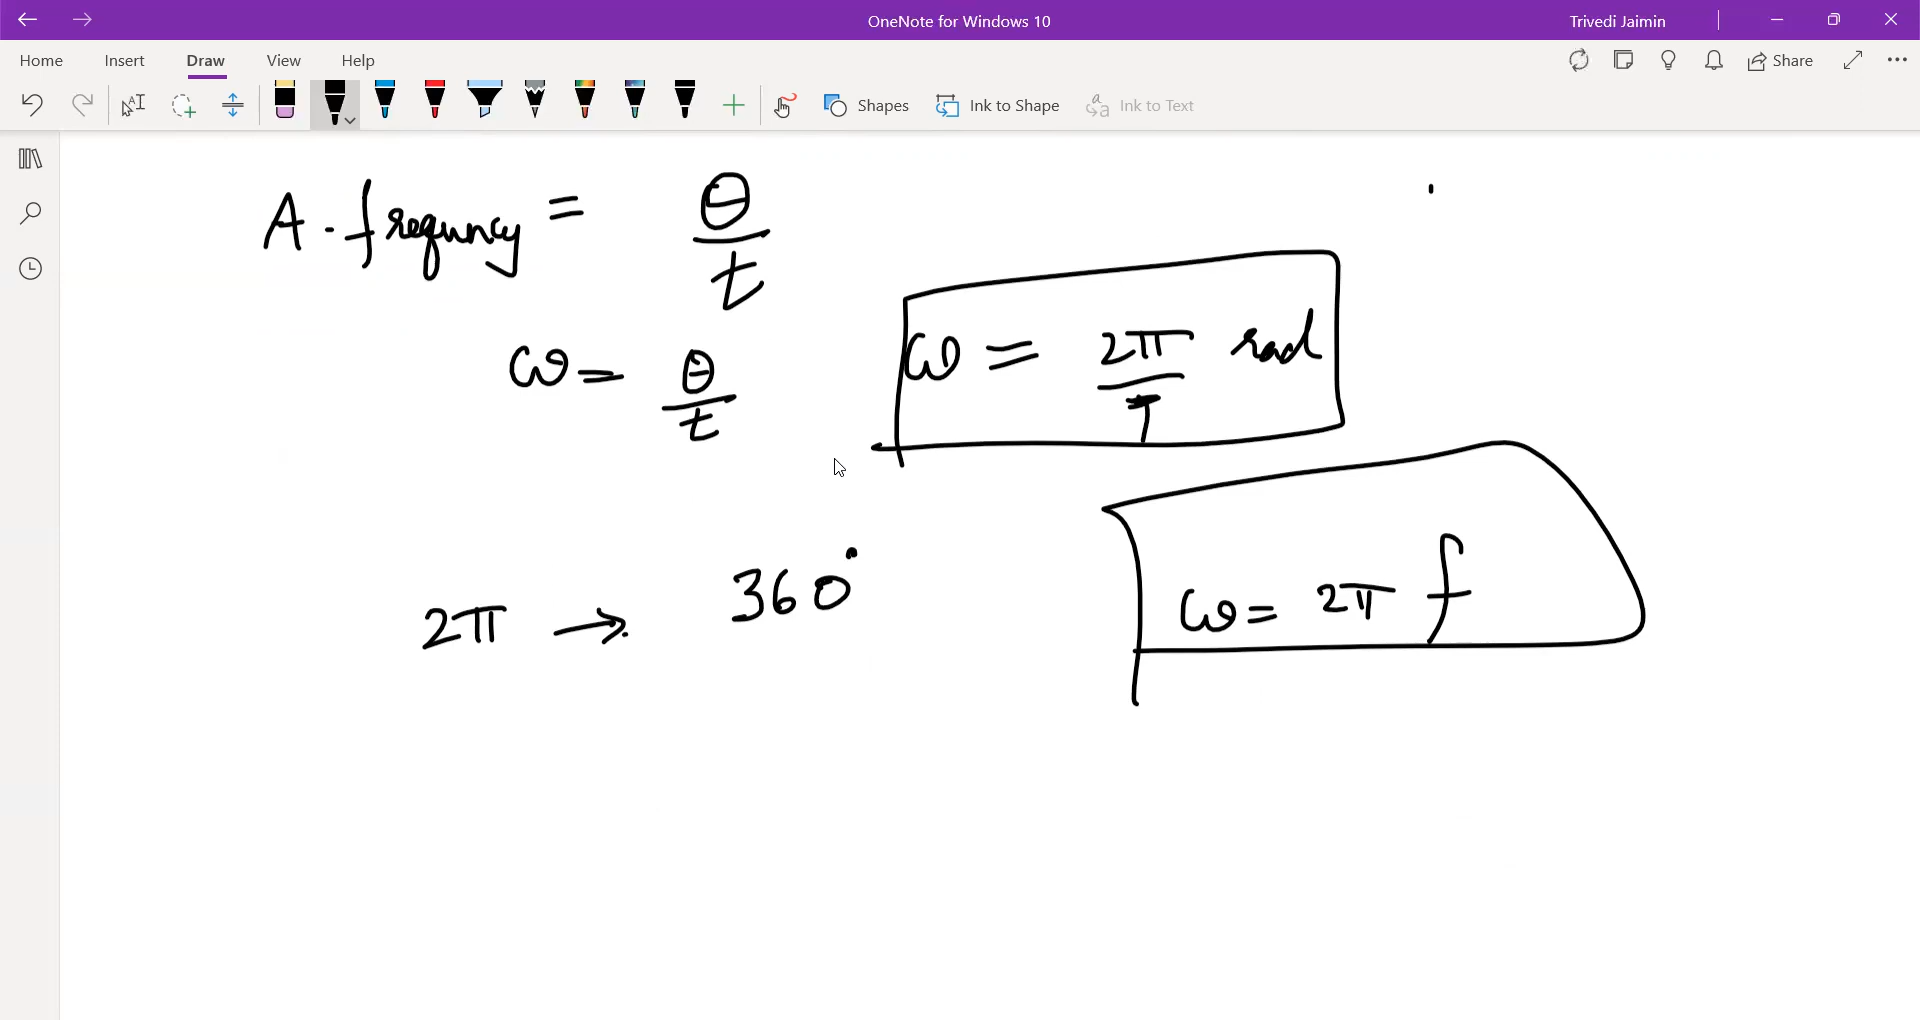 OneNote for Windows 10
Trivedi Jaimin
Home Insert Draw View Help
Share
Shapes Ink to Shape Ink to Text
A. frequncy = θ/t
ω = θ/t
ω = 2π/T rad
2π → 360°
ω = 2π f